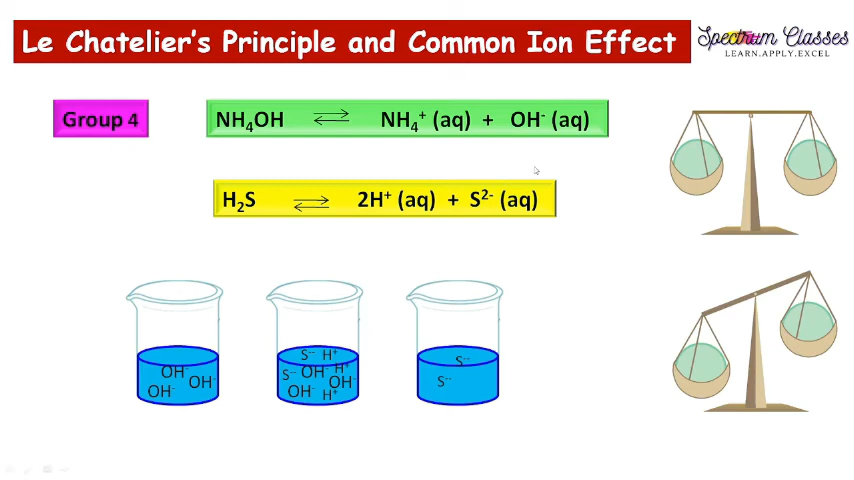 Le Chatelier's Principle and Common Ion Effect
Spectrum Classes
LEARN.APPLY.EXCEL
Group 4
NH₄OH ⇌ NH₄⁺ (aq) + OH⁻ (aq)
H₂S ⇌ 2H⁺ (aq) + S²⁻ (aq)
OH⁻
OH⁻
OH⁻
S⁻⁻ H⁺
S⁻⁻ OH⁻ H⁺
OH⁻
OH⁻ H⁺
S⁻⁻
S⁻⁻